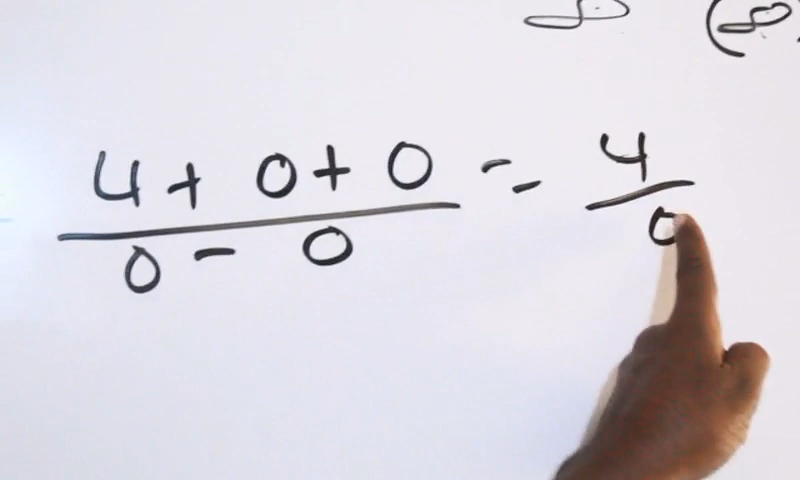 ∞ (∞
4 + 0 + 0 = 4
0 - 0 0